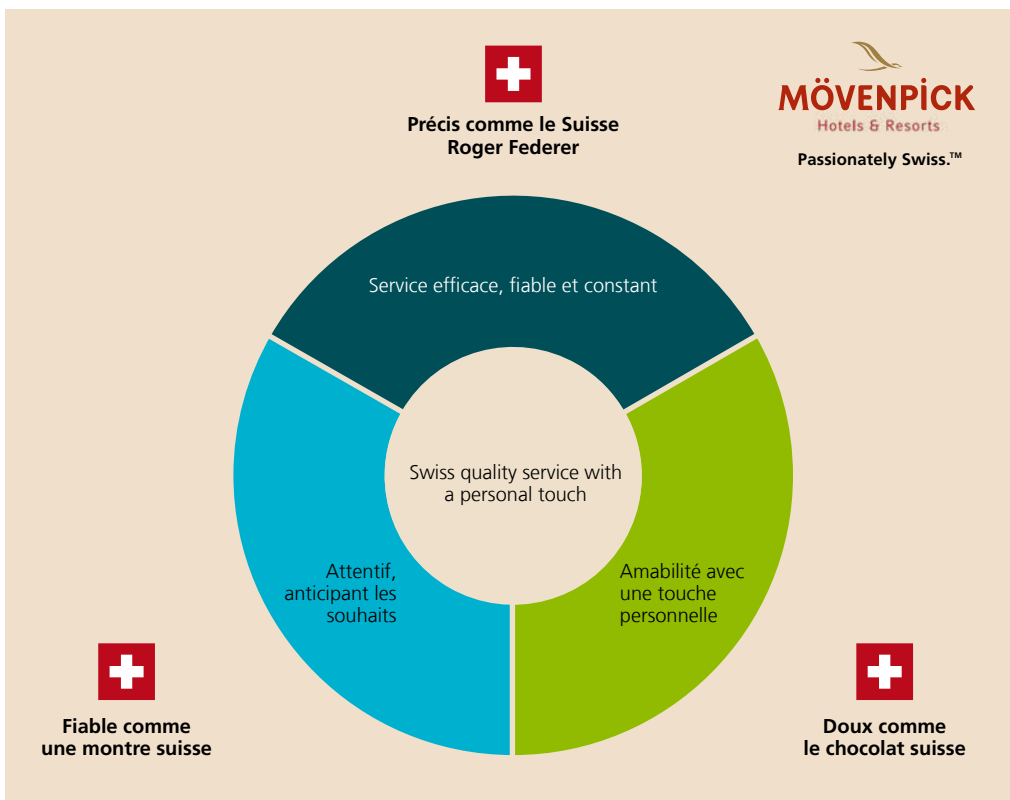 Précis comme le Suisse
Roger Federer
MÖVENPİCK
Hotels & Resorts
Passionately Swiss.™
Service efficace, fiable et constant
Swiss quality service with
a personal touch
Attentif,
anticipant les
souhaits
Amabilité avec
une touche
personnelle
Fiable comme
une montre suisse
Doux comme
le chocolat suisse